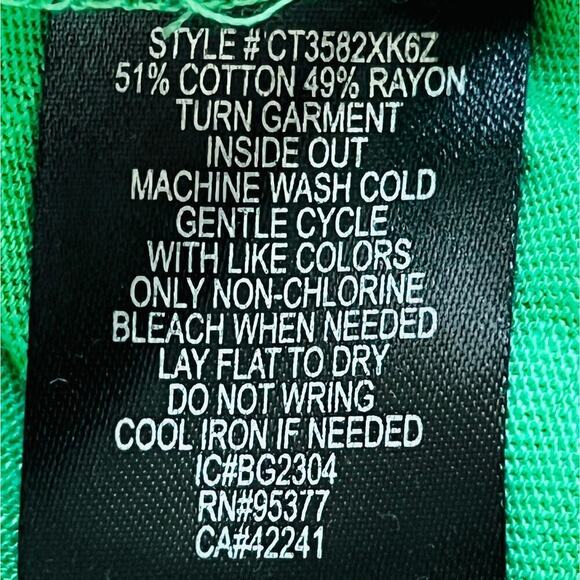 STYLE # CT3582XK6Z
51% COTTON 49% RAYON
TURN GARMENT
INSIDE OUT
MACHINE WASH COLD
GENTLE CYCLE
WITH LIKE COLORS
ONLY NON-CHLORINE
BLEACH WHEN NEEDED
LAY FLAT TO DRY
DO NOT WRING
COOL IRON IF NEEDED
IC#BG2304
RN#95377
CA#42241